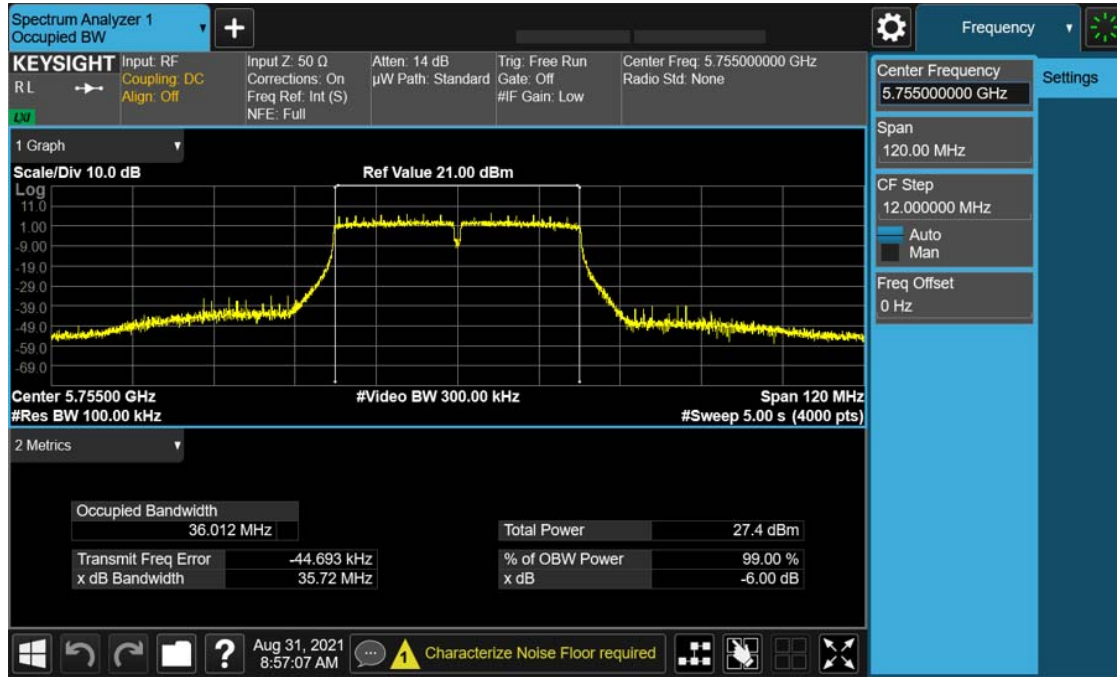 Spectrum Analyzer 1
Occupied BW
Frequency
KEYSIGHT
R L
LXI
Input: RF
Coupling: DC
Align: Off
Input Z: 50 Ω
Corrections: On
Freq Ref: Int (S)
NFE: Full
Atten: 14 dB
µW Path: Standard
Trig: Free Run
Gate: Off
#IF Gain: Low
Center Freq: 5.755000000 GHz
Radio Std: None
Center Frequency
5.755000000 GHz
Settings
Span
120.00 MHz
CF Step
12.000000 MHz
Auto
Man
Freq Offset
0 Hz
1 Graph
Scale/Div 10.0 dB
Ref Value 21.00 dBm
Log
11.0
1.00
-9.00
-19.0
-29.0
-39.0
-49.0
-59.0
-69.0
Center 5.75500 GHz
#Video BW 300.00 kHz
Span 120 MHz
#Res BW 100.00 kHz
#Sweep 5.00 s (4000 pts)
2 Metrics
Occupied Bandwidth
36.012 MHz
Total Power 27.4 dBm
Transmit Freq Error -44.693 kHz
% of OBW Power 99.00 %
x dB Bandwidth 35.72 MHz
x dB -6.00 dB
?
Aug 31, 2021
8:57:07 AM
1
Characterize Noise Floor required